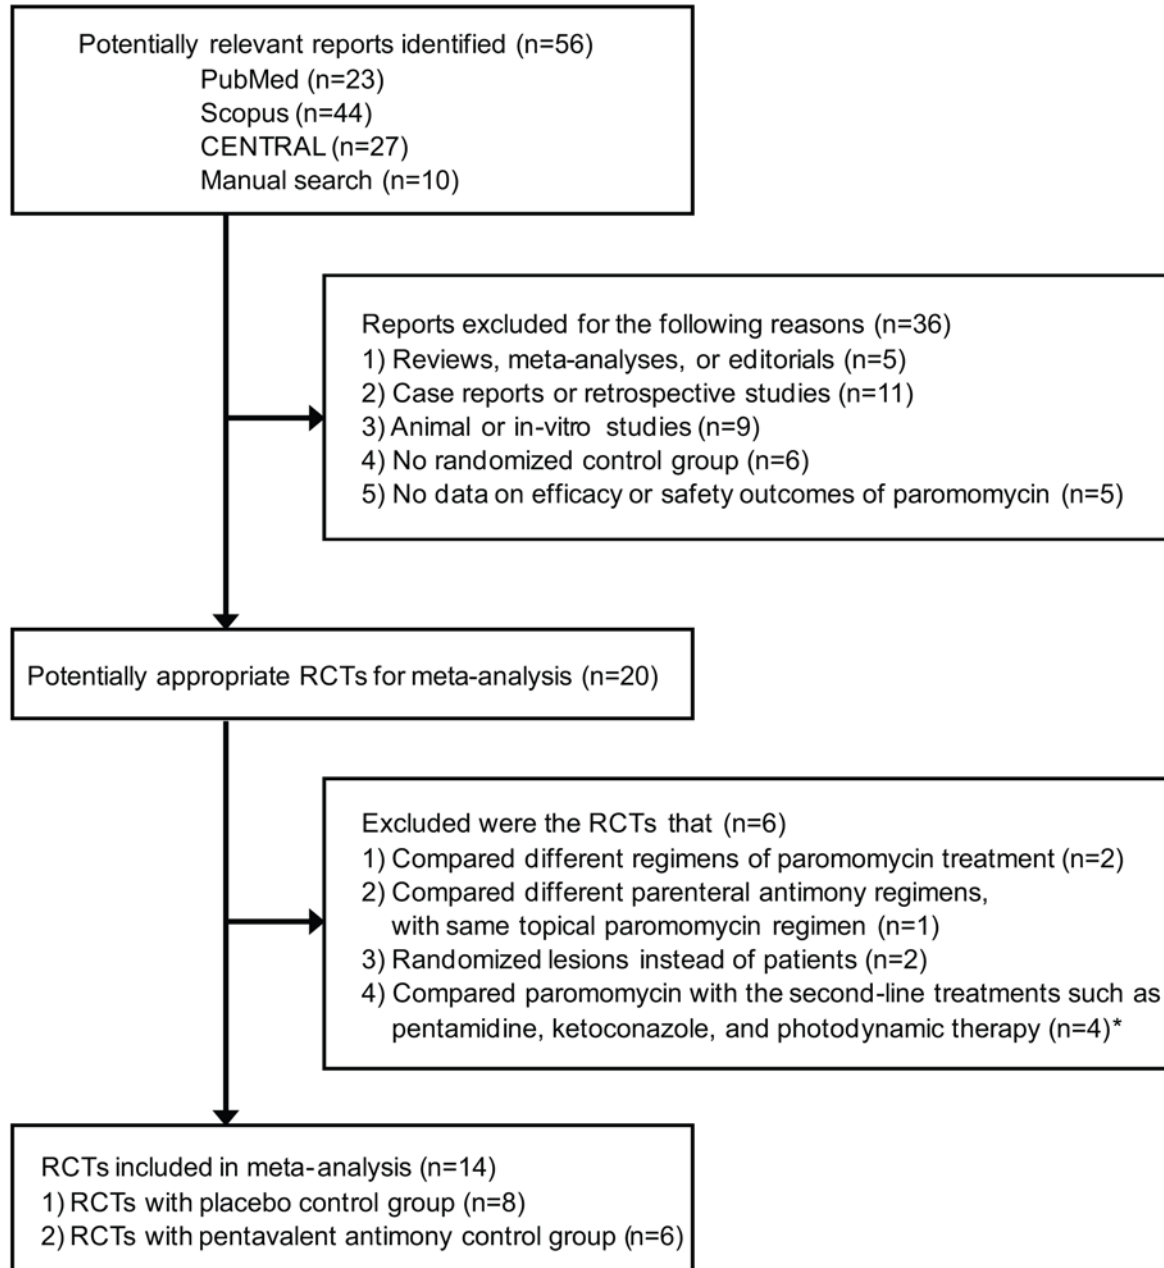 Potentially relevant reports identified (n=56)
PubMed (n=23)
Scopus (n=44)
CENTRAL (n=27)
Manual search (n=10)
Reports excluded for the following reasons (n=36)
1) Reviews, meta-analyses, or editorials (n=5)
2) Case reports or retrospective studies (n=11)
3) Animal or in-vitro studies (n=9)
4) No randomized control group (n=6)
5) No data on efficacy or safety outcomes of paromomycin (n=5)
Potentially appropriate RCTs for meta-analysis (n=20)
Excluded were the RCTs that (n=6)
1) Compared different regimens of paromomycin treatment (n=2)
2) Compared different parenteral antimony regimens,
with same topical paromomycin regimen (n=1)
3) Randomized lesions instead of patients (n=2)
4) Compared paromomycin with the second-line treatments such as
pentamidine, ketoconazole, and photodynamic therapy (n=4)*
RCTs included in meta-analysis (n=14)
1) RCTs with placebo control group (n=8)
2) RCTs with pentavalent antimony control group (n=6)